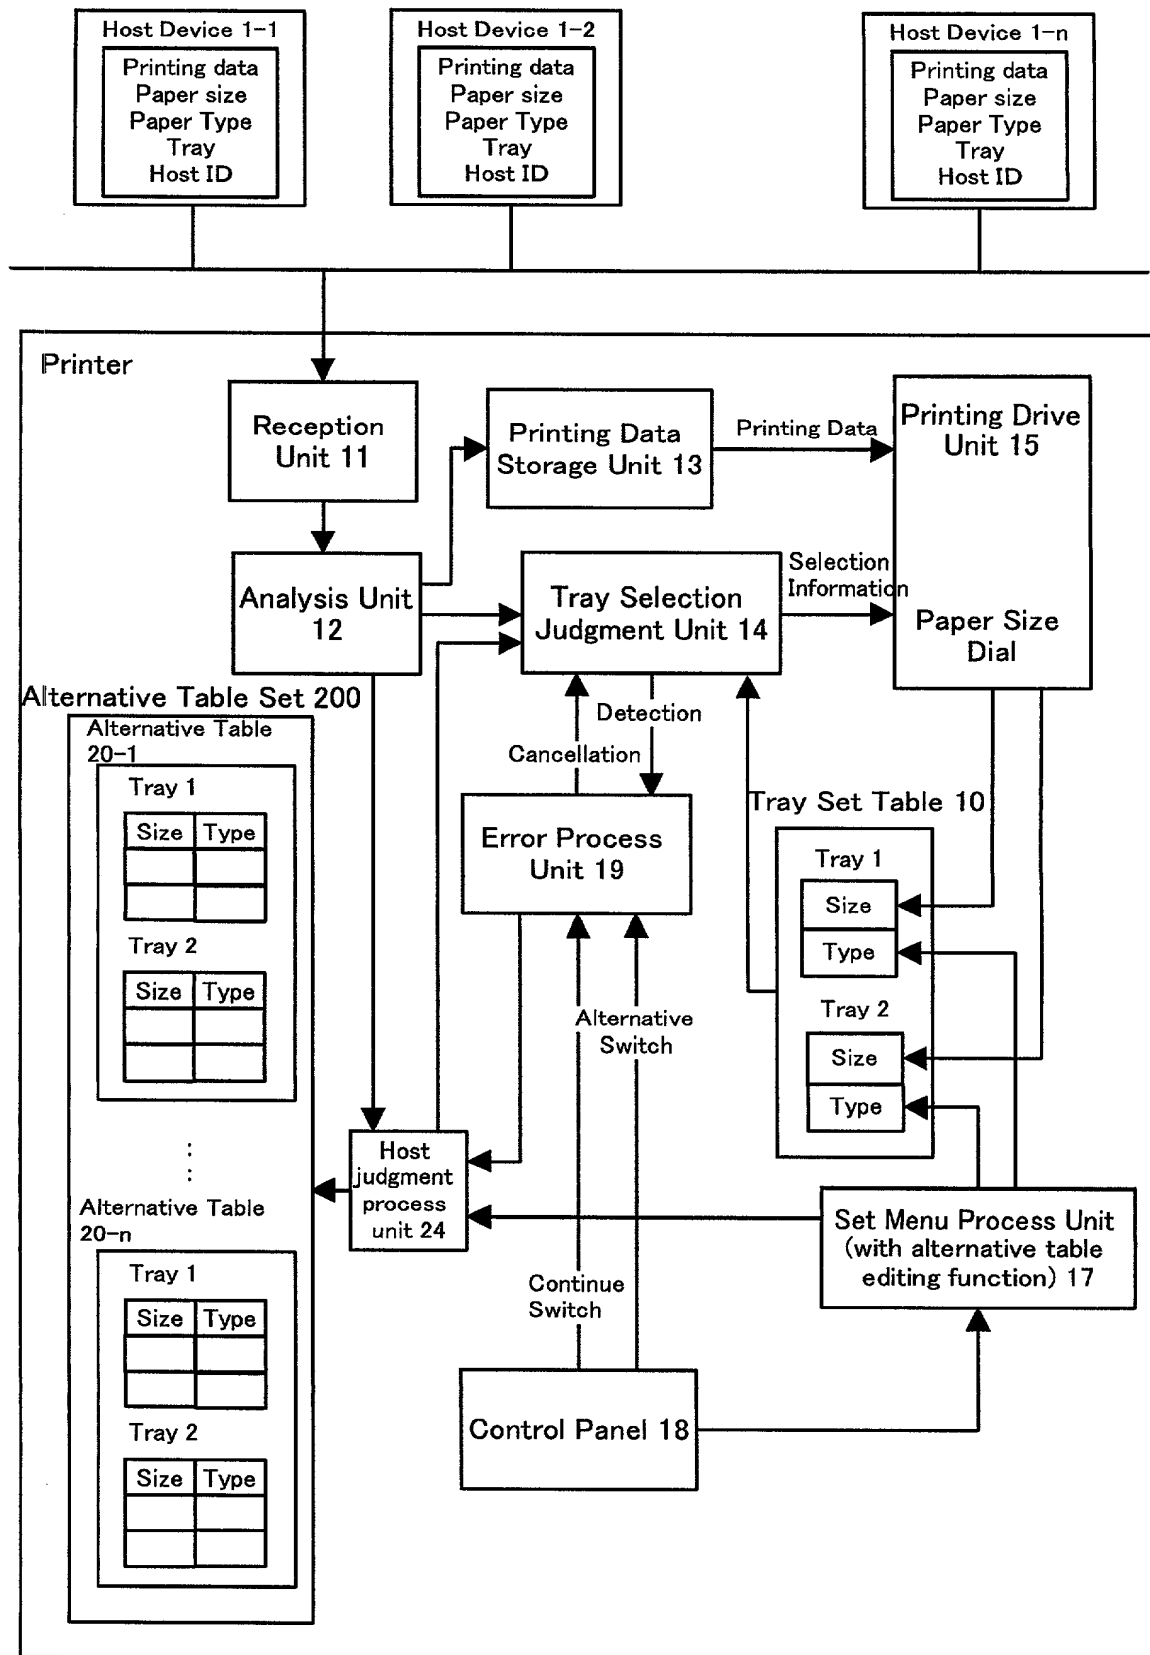 Host Device 1-1
Printing data
Paper size
Paper Type
Tray
Host ID
Host Device 1-2
Printing data
Paper size
Paper Type
Tray
Host ID
Host Device 1-n
Printing data
Paper size
Paper Type
Tray
Host ID
Printer
Reception
Unit 11
Printing Data
Storage Unit 13
Printing Data
Printing Drive
Unit 15
Paper Size
Dial
Analysis Unit
12
Tray Selection
Judgment Unit 14
Selection
Information
Alternative Table Set 200
Alternative Table
20-1
Tray 1
Size Type
Tray 2
Size Type
Alternative Table
20-n
Tray 1
Size Type
Tray 2
Size Type
Cancellation
Detection
Error Process
Unit 19
Tray Set Table 10
Tray 1
Size
Type
Tray 2
Size
Type
Alternative
Switch
Host
judgment
process
unit 24
Set Menu Process Unit
(with alternative table
editing function) 17
Continue
Switch
Control Panel 18